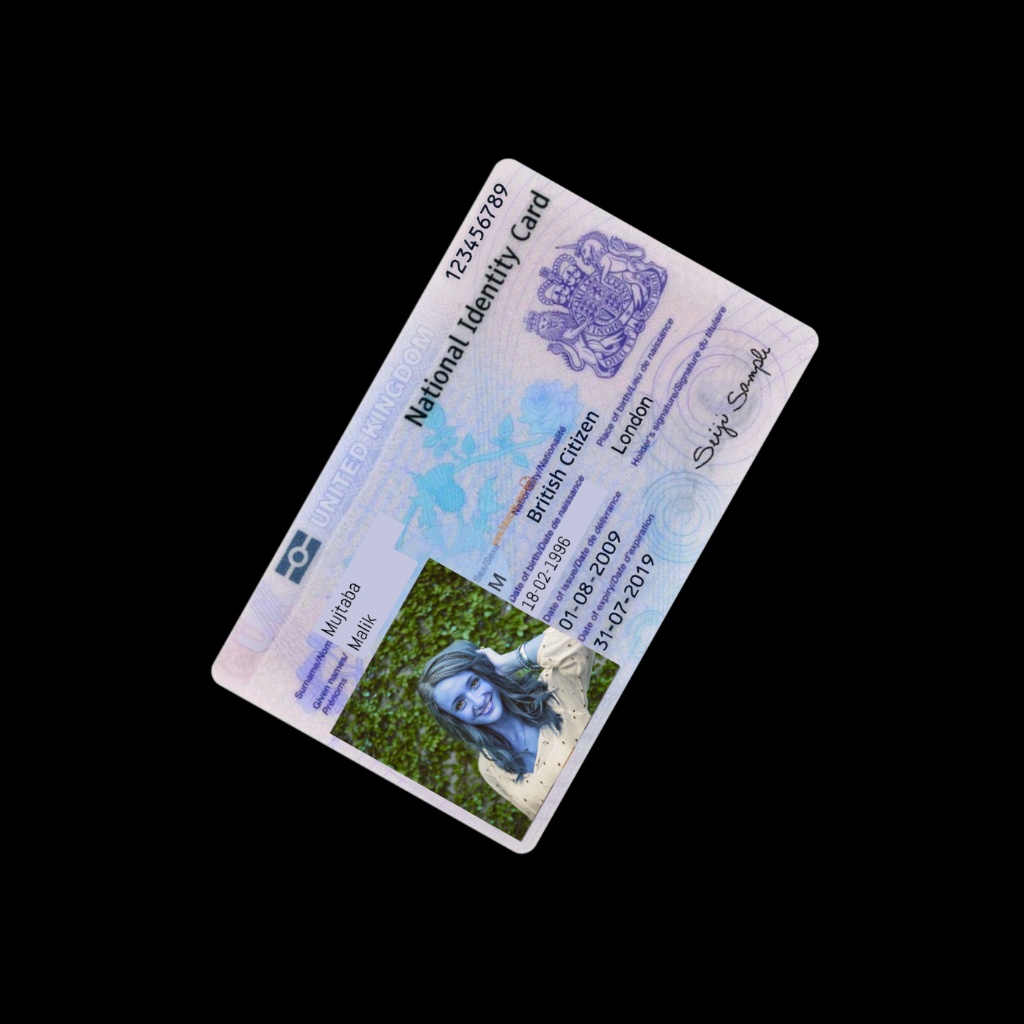 UNITED KINGDOM
123456789
National Identity Card
Surname/Nom
Mujtaba
Given names/
Prénoms
Malik
Nationality/Nationalité
M
British Citizen
Date of birth/Date de naissance
Place of birth/Lieu de naissance
18-02-1996
London
Date of issue/Date de délivrance
Holder's signature/Signature du titulaire
01-08-2009
Date of expiry/Date d'expiration
31-07-2019
Seiji Sample